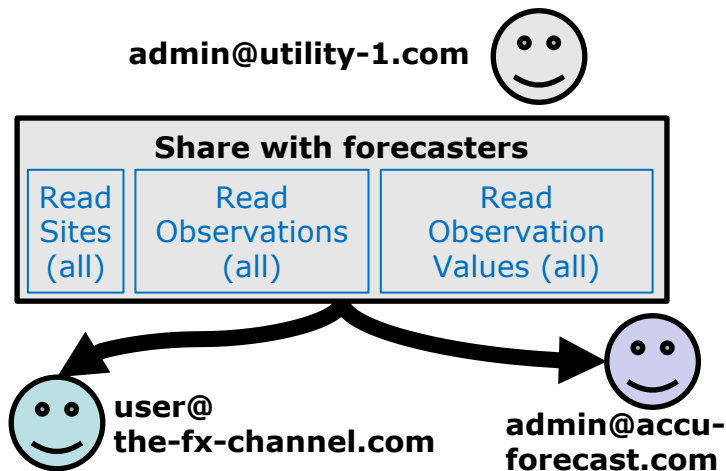 admin@utility-1.com
Share with forecasters
Read
Sites
(all)
Read
Observations
(all)
Read
Observation
Values (all)
user@
the-fx-channel.com
admin@accu-
forecast.com